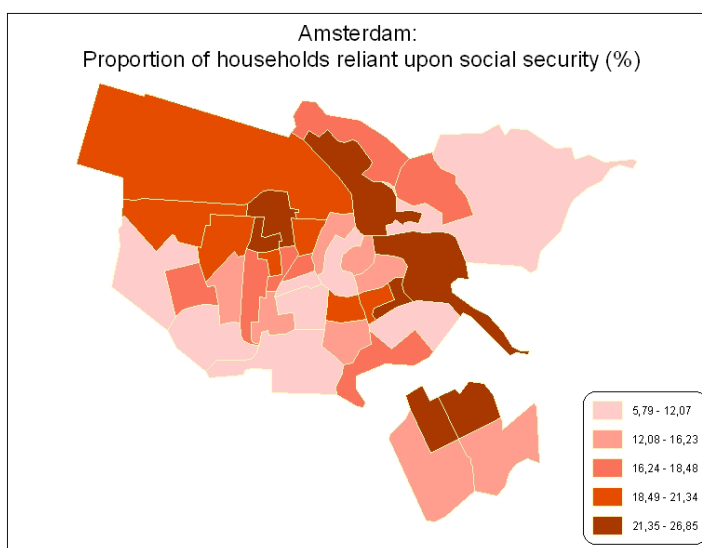 Amsterdam:
Proportion of households reliant upon social security (%)
5,79 - 12,07
12,08 - 16,23
16,24 - 18,48
18,49 - 21,34
21,35 - 26,85